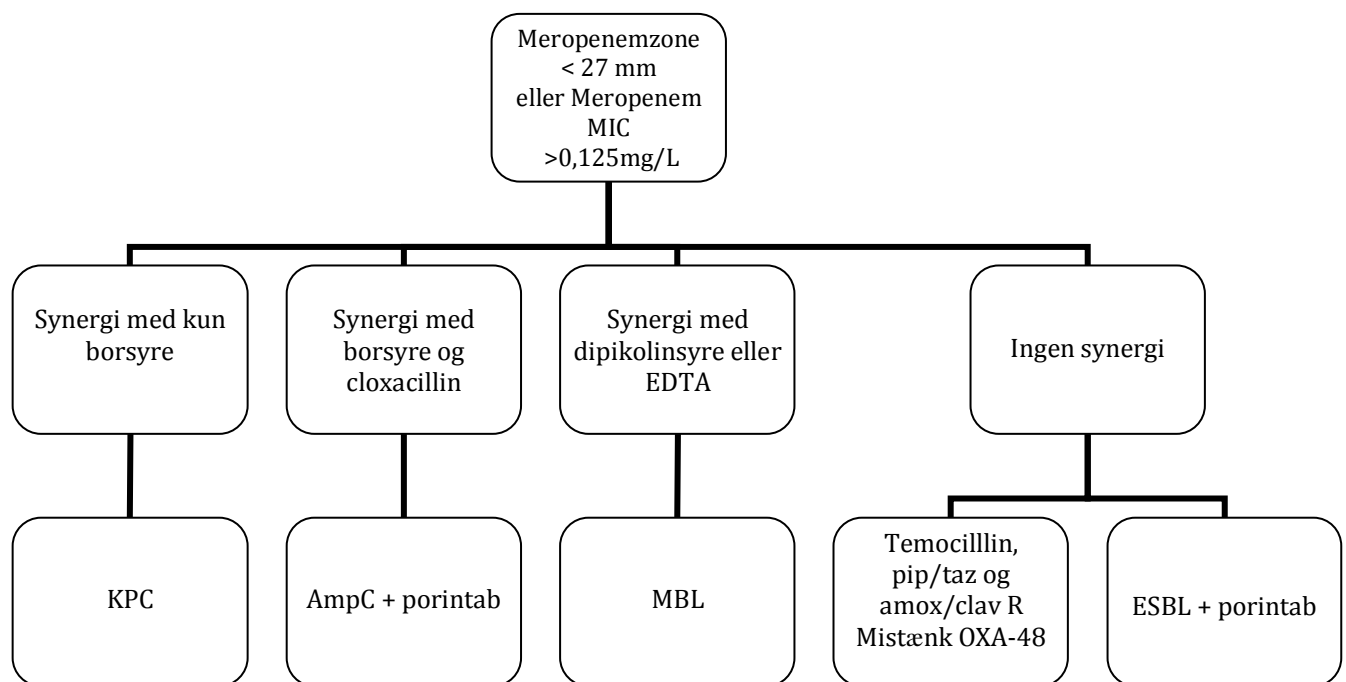 Meropenemzone
< 27 mm
eller Meropenem
MIC
>0,125mg/L
Synergi med kun
borsyre
Synergi med
borsyre og
cloxacillin
Synergi med
dipikolinsyre eller
EDTA
Ingen synergi
KPC
AmpC + porintab
MBL
Temocilllin,
pip/taz og
amox/clav R
Mistænk OXA-48
ESBL + porintab